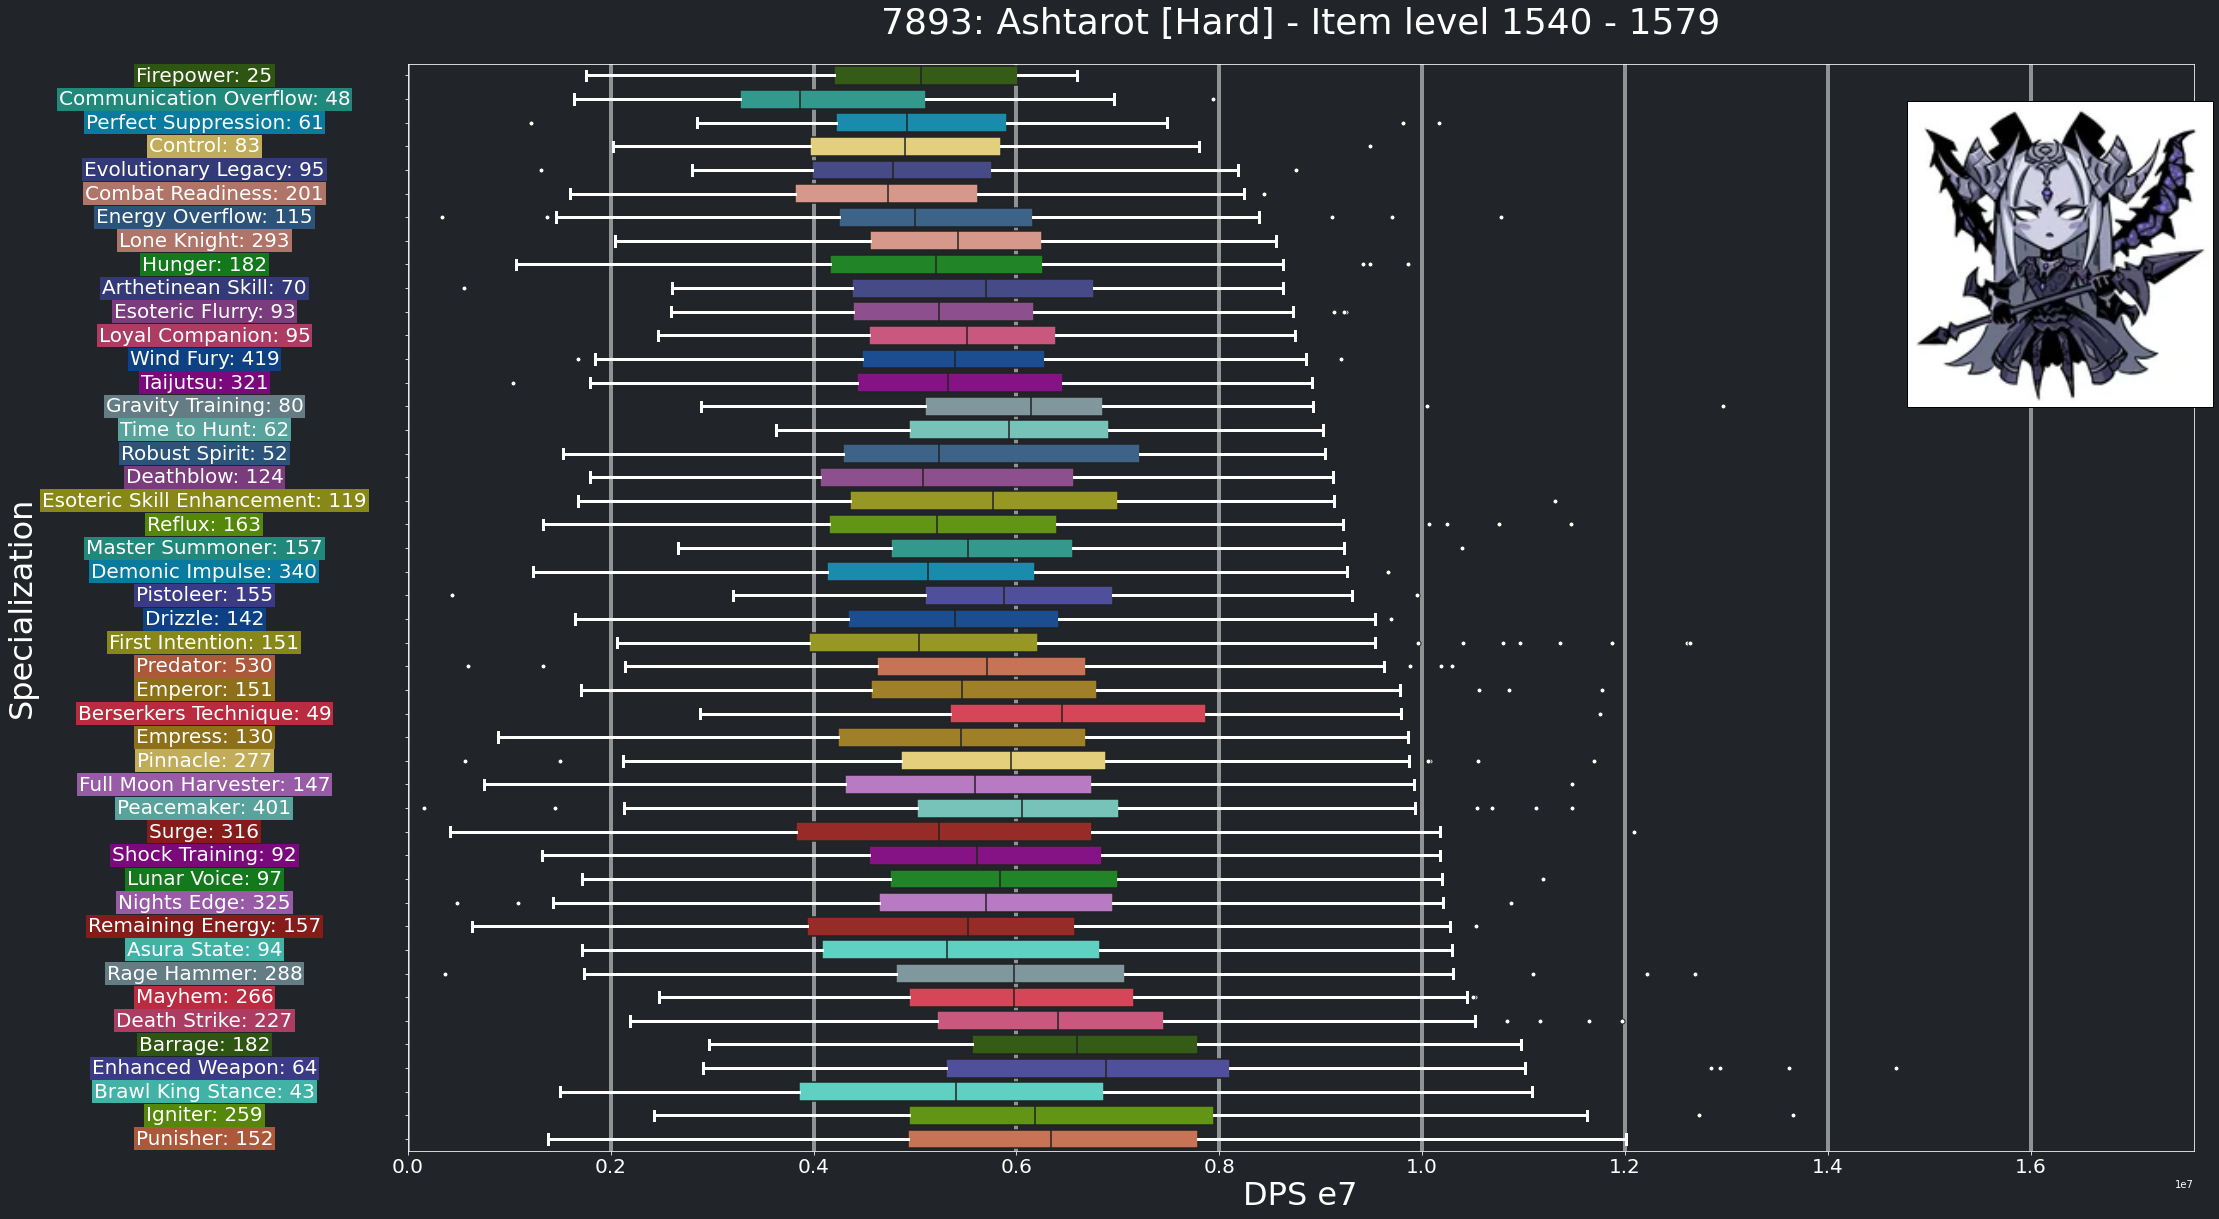 7893: Ashtarot [Hard] - Item level 1540 - 1579
Firepower: 25
Communication Overflow: 48
Perfect Suppression: 61
Control: 83
Evolutionary Legacy: 95
Combat Readiness: 201
Energy Overflow: 115
Lone Knight: 293
Hunger: 182
Arthetinean Skill: 70
Esoteric Flurry: 93
Loyal Companion: 95
Wind Fury: 419
Taijutsu: 321
Gravity Training: 80
Time to Hunt: 62
Robust Spirit: 52
Deathblow: 124
Esoteric Skill Enhancement: 119
Reflux: 163
Master Summoner: 157
Demonic Impulse: 340
Pistoleer: 155
Drizzle: 142
First Intention: 151
Predator: 530
Emperor: 151
Berserkers Technique: 49
Empress: 130
Pinnacle: 277
Full Moon Harvester: 147
Peacemaker: 401
Surge: 316
Shock Training: 92
Lunar Voice: 97
Nights Edge: 325
Remaining Energy: 157
Asura State: 94
Rage Hammer: 288
Mayhem: 266
Death Strike: 227
Barrage: 182
Enhanced Weapon: 64
Brawl King Stance: 43
Igniter: 259
Punisher: 152
Specialization
0.0 0.2 0.4 0.6 0.8 1.0 1.2 1.4 1.6
DPS e7
1e7